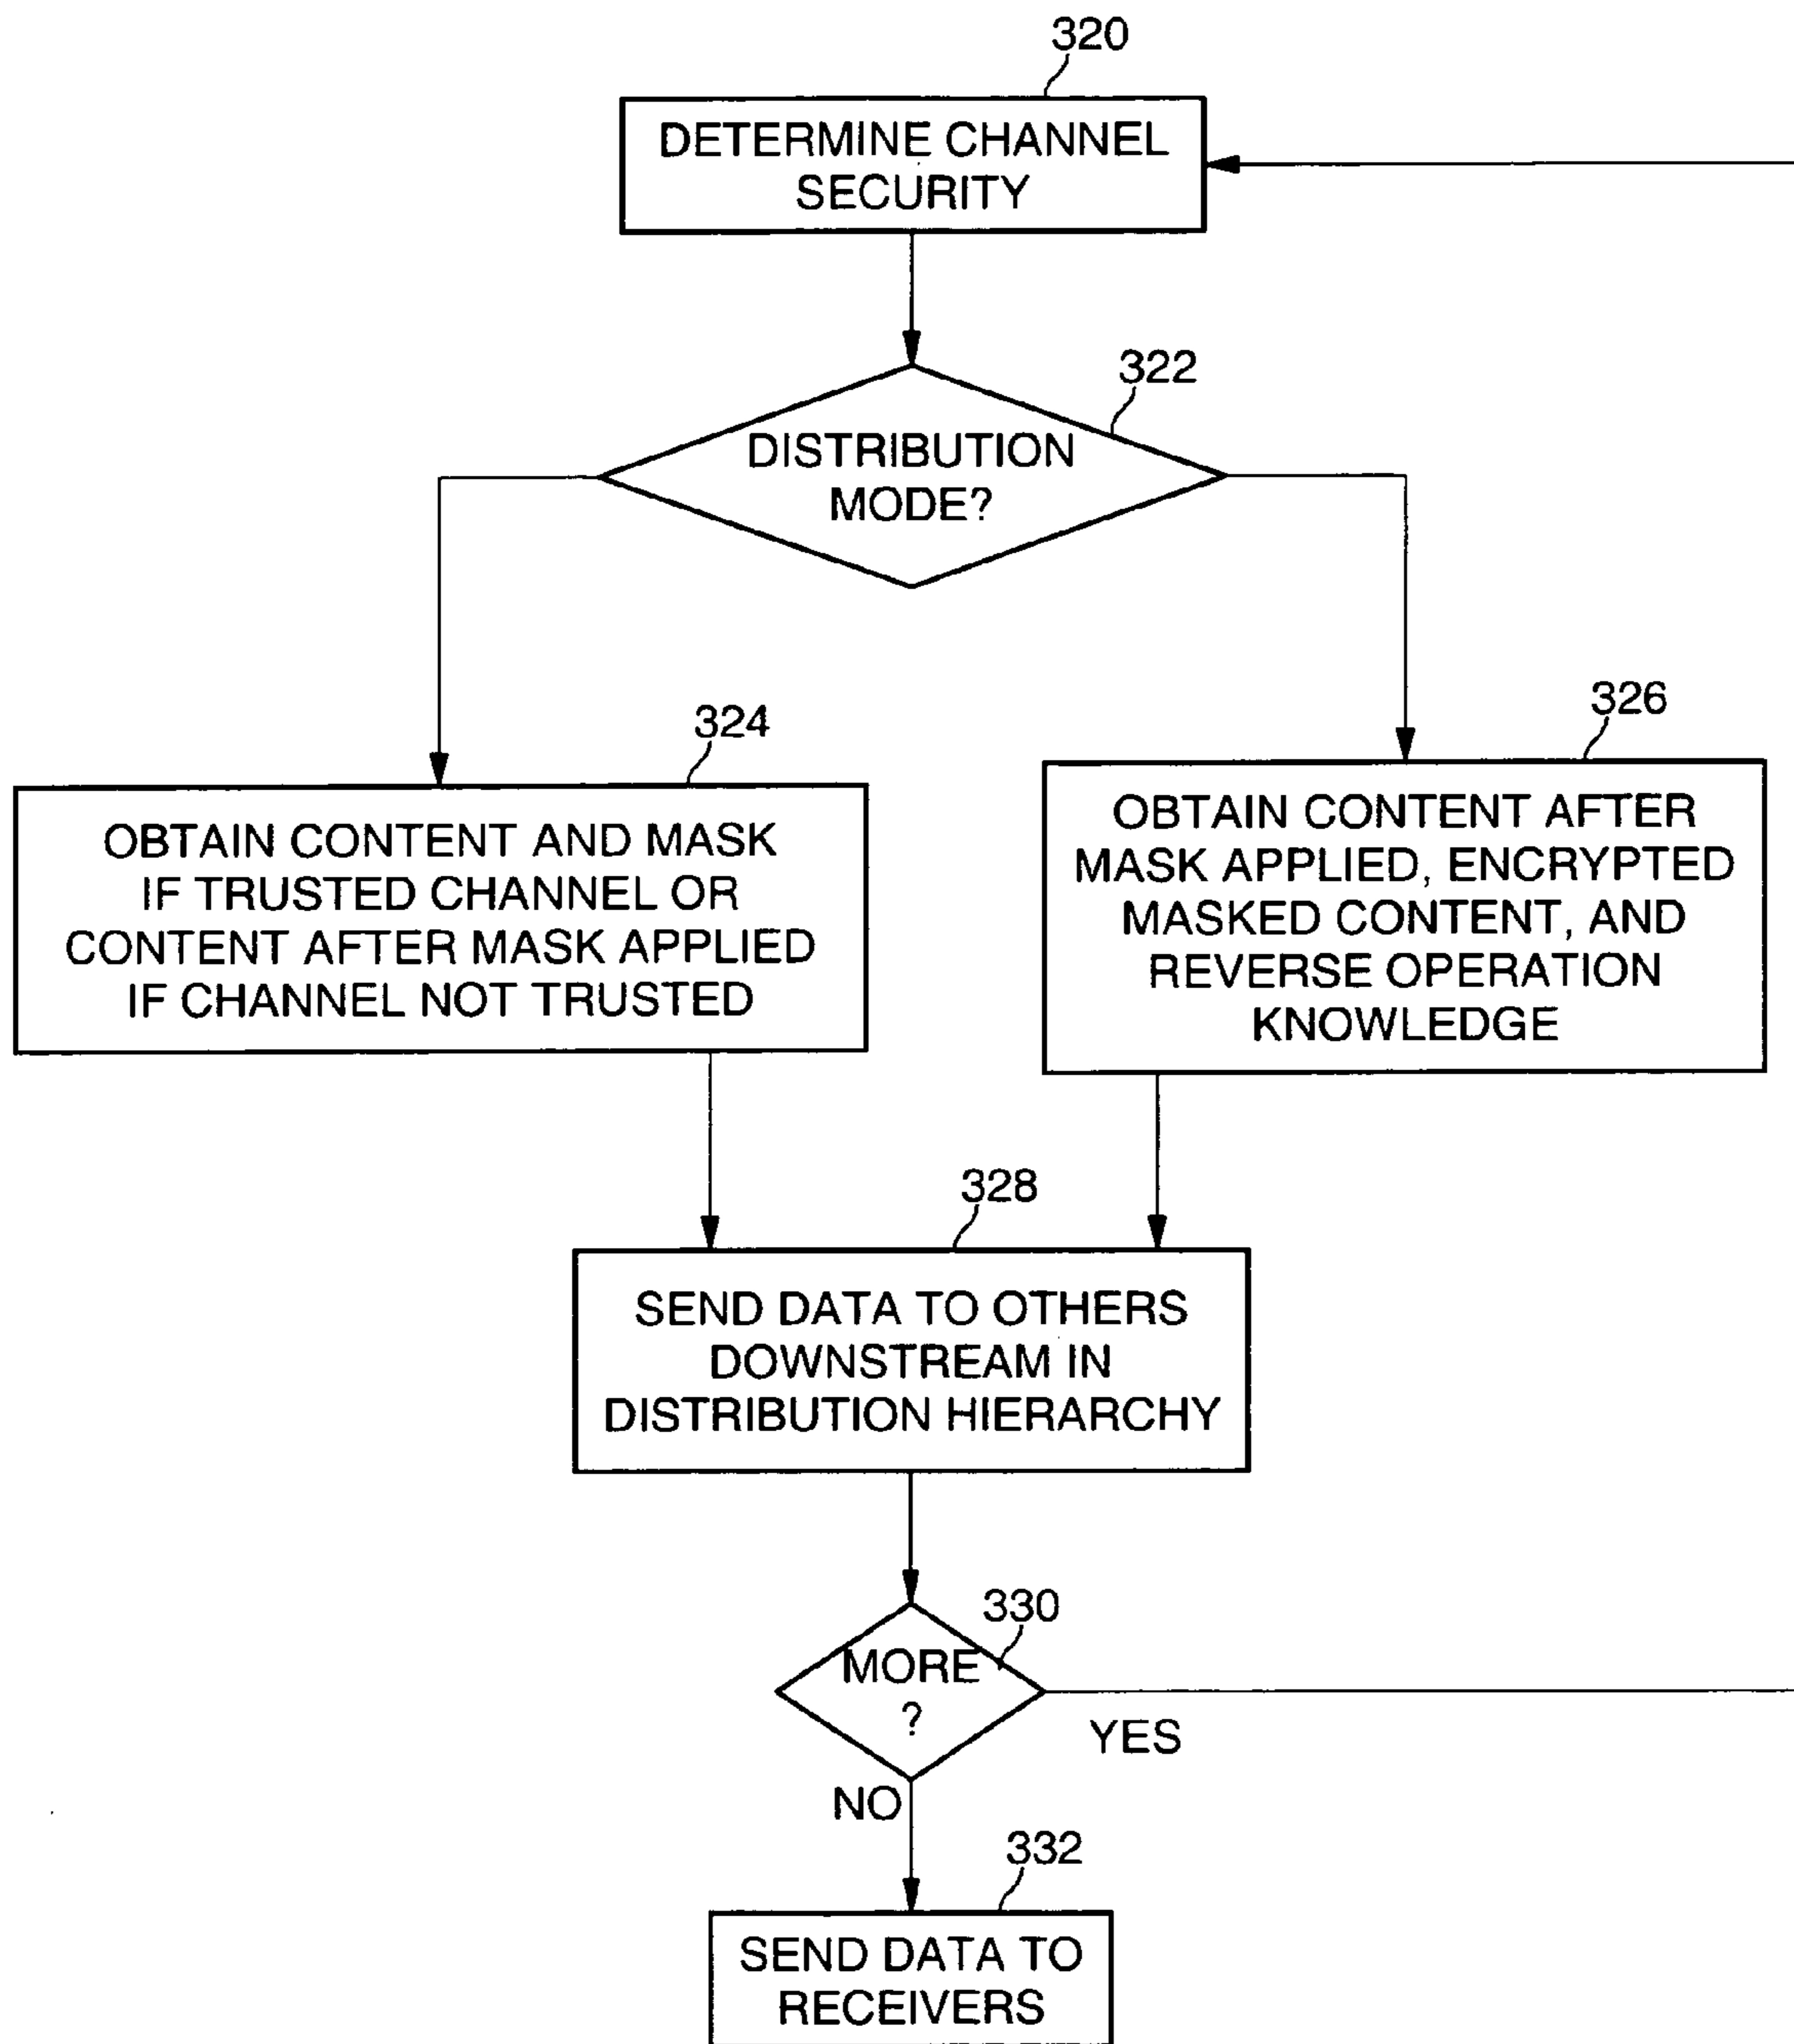 320
DETERMINE CHANNEL
SECURITY
322
DISTRIBUTION
MODE?
324
OBTAIN CONTENT AND MASK
IF TRUSTED CHANNEL OR
CONTENT AFTER MASK APPLIED
IF CHANNEL NOT TRUSTED
326
OBTAIN CONTENT AFTER
MASK APPLIED, ENCRYPTED
MASKED CONTENT, AND
REVERSE OPERATION
KNOWLEDGE
328
SEND DATA TO OTHERS
DOWNSTREAM IN
DISTRIBUTION HIERARCHY
330
MORE
?
YES
NO
332
SEND DATA TO
RECEIVERS